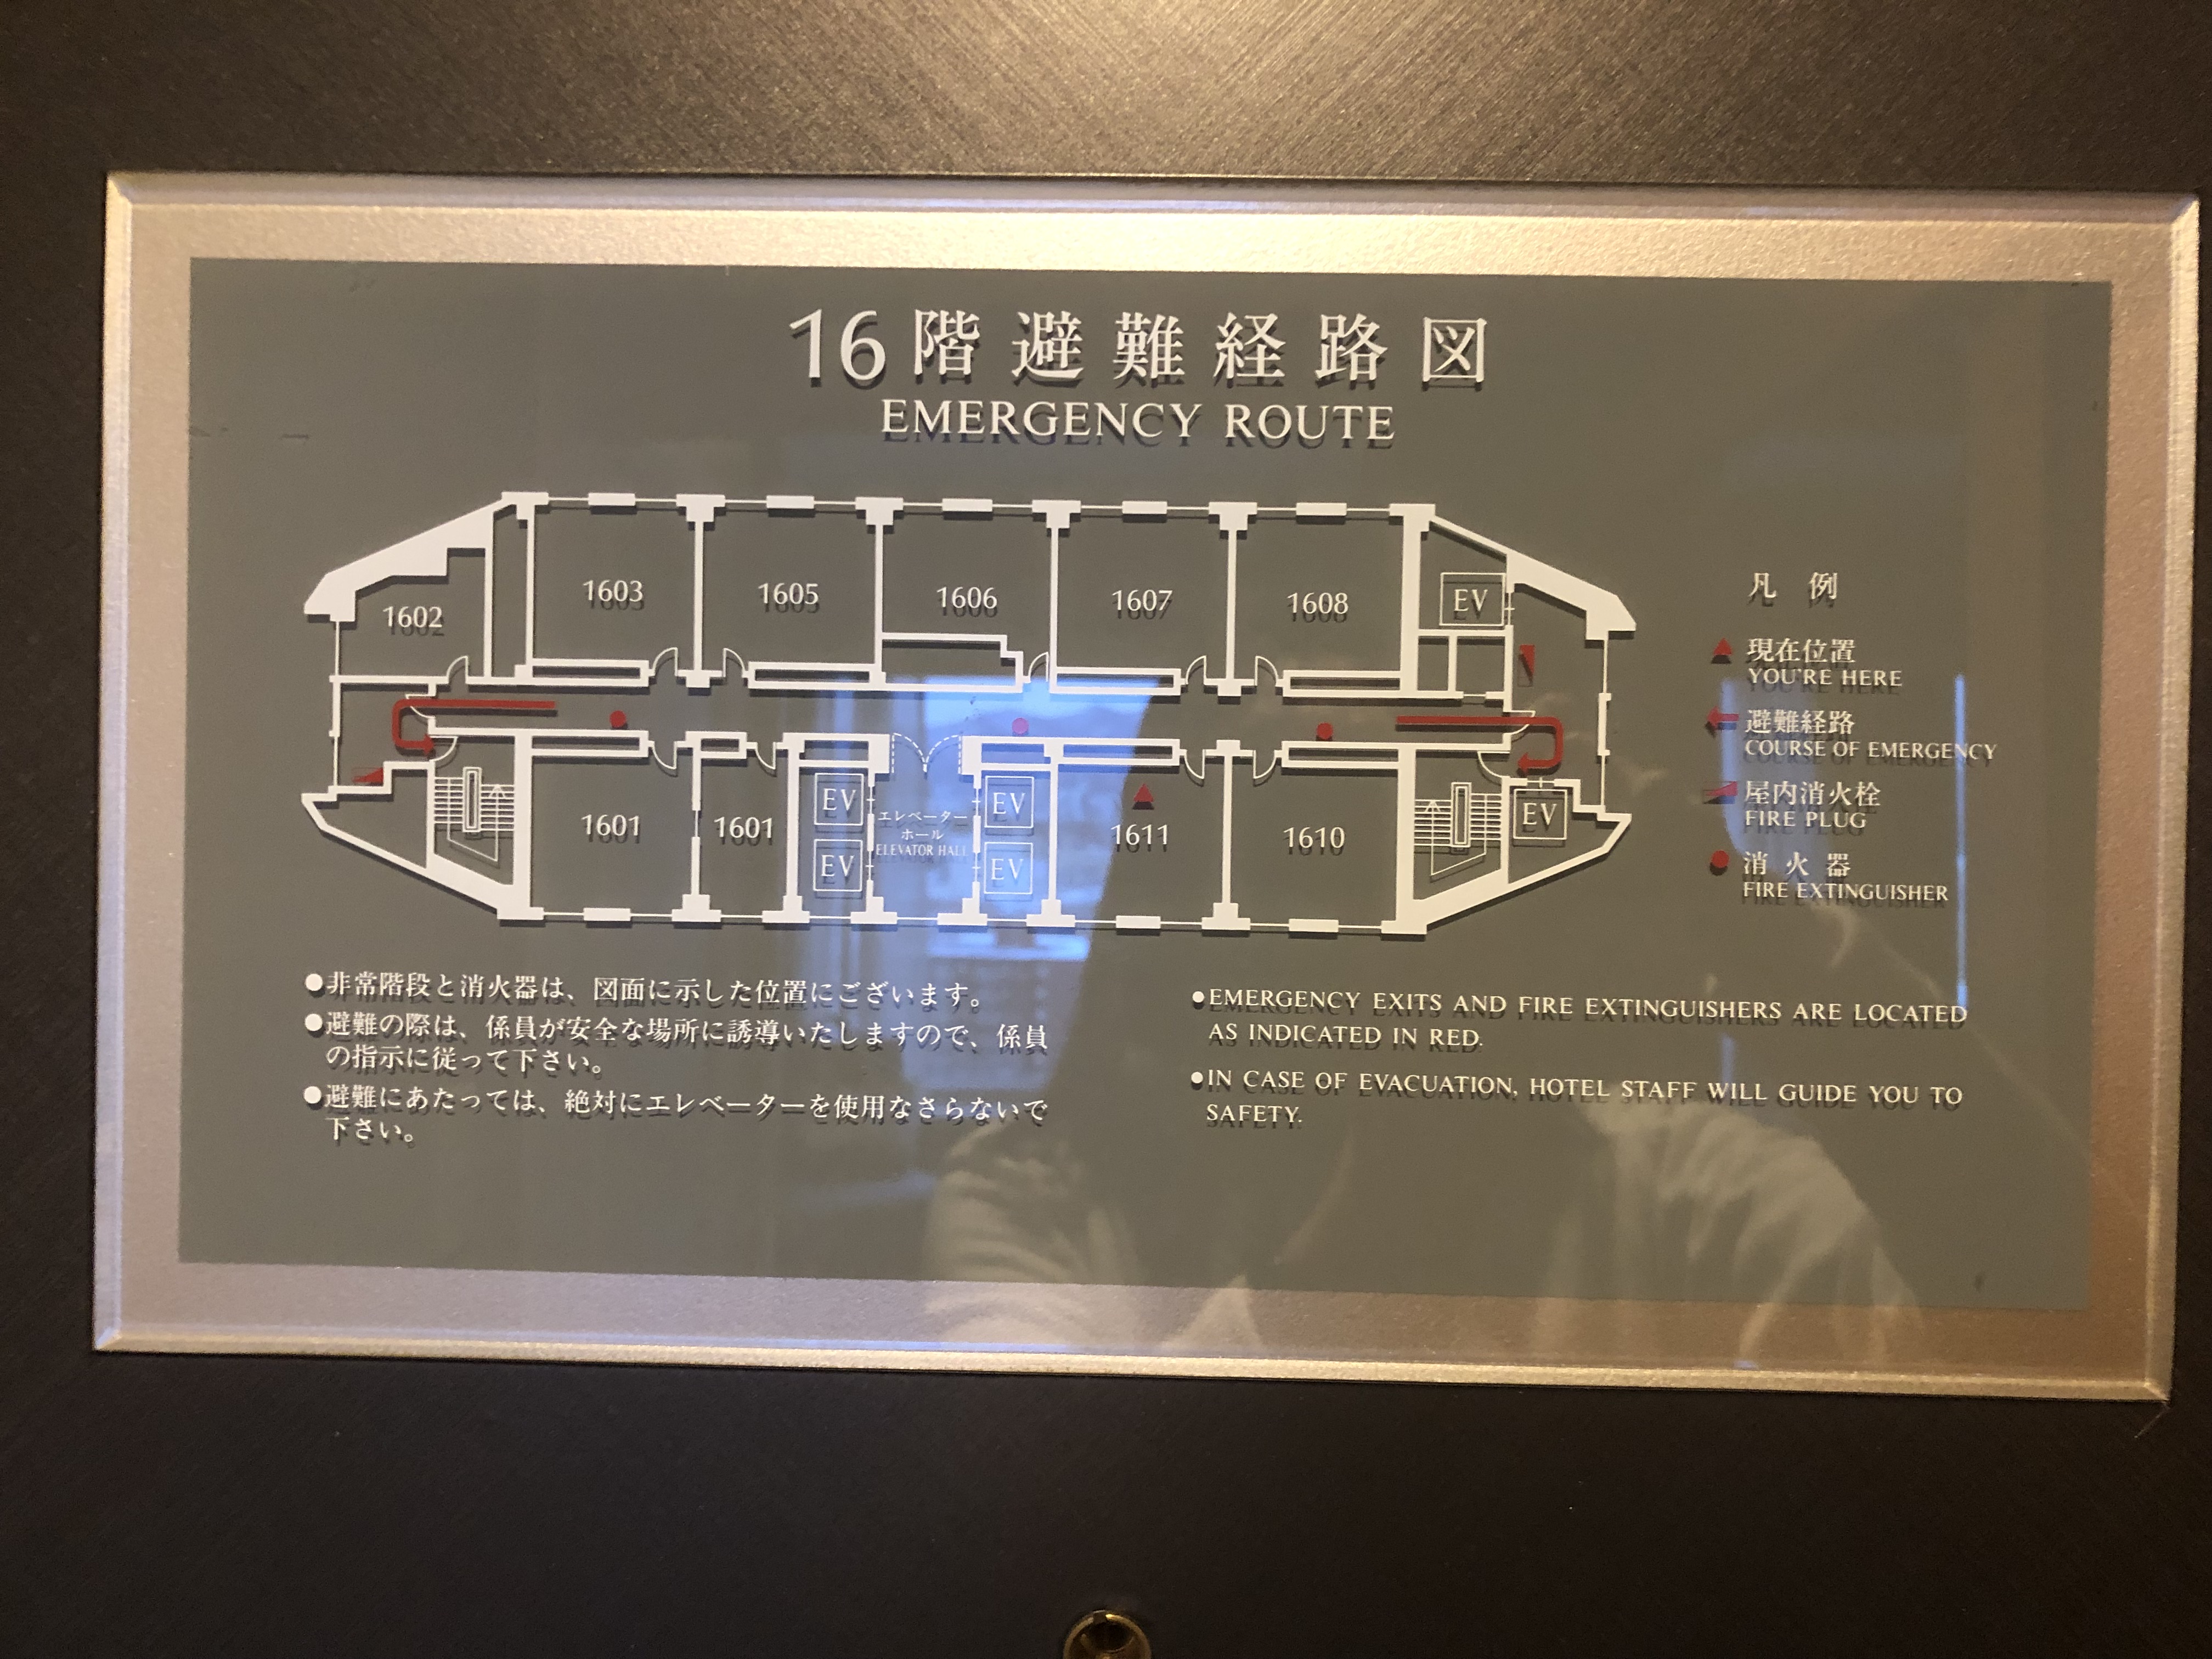 16階避難経路図
EMERGENCY ROUTE
1602
1603
1605
1606
1607
1608
EV
1601
1601
EV
EV
エレベーター
ホール
ELEVATOR HALL
EV
EV
1611
1610
EV
凡 例
現在位置
YOU'RE HERE
避難経路
COURSE OF EMERGENCY
屋内消火栓
FIRE PLUG
消 火 器
FIRE EXTINGUISHER
●非常階段と消火器は、図面に示した位置にございます。
●避難の際は、係員が安全な場所に誘導いたしますので、係員
の指示に従って下さい。
●避難にあたっては、絶対にエレベーターを使用なさらないで
下さい。
●EMERGENCY EXITS AND FIRE EXTINGUISHERS ARE LOCATED
AS INDICATED IN RED.
●IN CASE OF EVACUATION, HOTEL STAFF WILL GUIDE YOU TO
SAFETY.